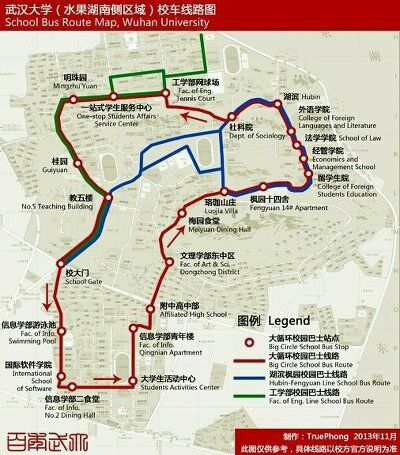 武汉大学（水果湖南侧区域）校车线路图
School Bus Route Map, Wuhan University
明珠园
Mingzhu Yuan
工学部网球场
Fac. of Eng.
Tennis Court
一站式学生服务中心
One-stop Students Affairs
Service Center
湖滨 Hubin
外语学院
College of Foreign
Languages and Literature
社科院
Dept. of Sociology
法学学院 School of Law
经管学院
Economics and
Management School
桂园
Guiyuan
留学生院
College of Foreign
Students Education
教五楼
No.5 Teaching Building
珞珈山庄
Luojia Villa
枫园十四舍
Fengyuan 14# Apartment
梅园食堂
Meiyuan Dining Hall
校大门
School Gate
文理学部东中区
Fac. of Art & Sci.
Dongzhong District
附中高中部
Affiliated High School
信息学部游泳池
Fac. of Info.
Swimming Pool
信息学部青年楼
Fac. of Info.
Qingnian Apartment
国际软件学院
International
School of Software
大学生活动中心
Students Activities Center
信息学部二食堂
Fac. of Info.
No.2 Dining Hall
图例 Legend
大循环校园巴士站点
Big Circle School Bus Stop
大循环校园巴士线路
Big Circle School Bus Route
湖滨枫园校园巴士线路
Hubin-Fengyuan Line School Bus Route
工学部校园巴士线路
Fac. of Eng. Line School Bus Route
东
湖
制作：TruePhong 2013年11月
此图仅供参考，具体线路以校方官方说明为准